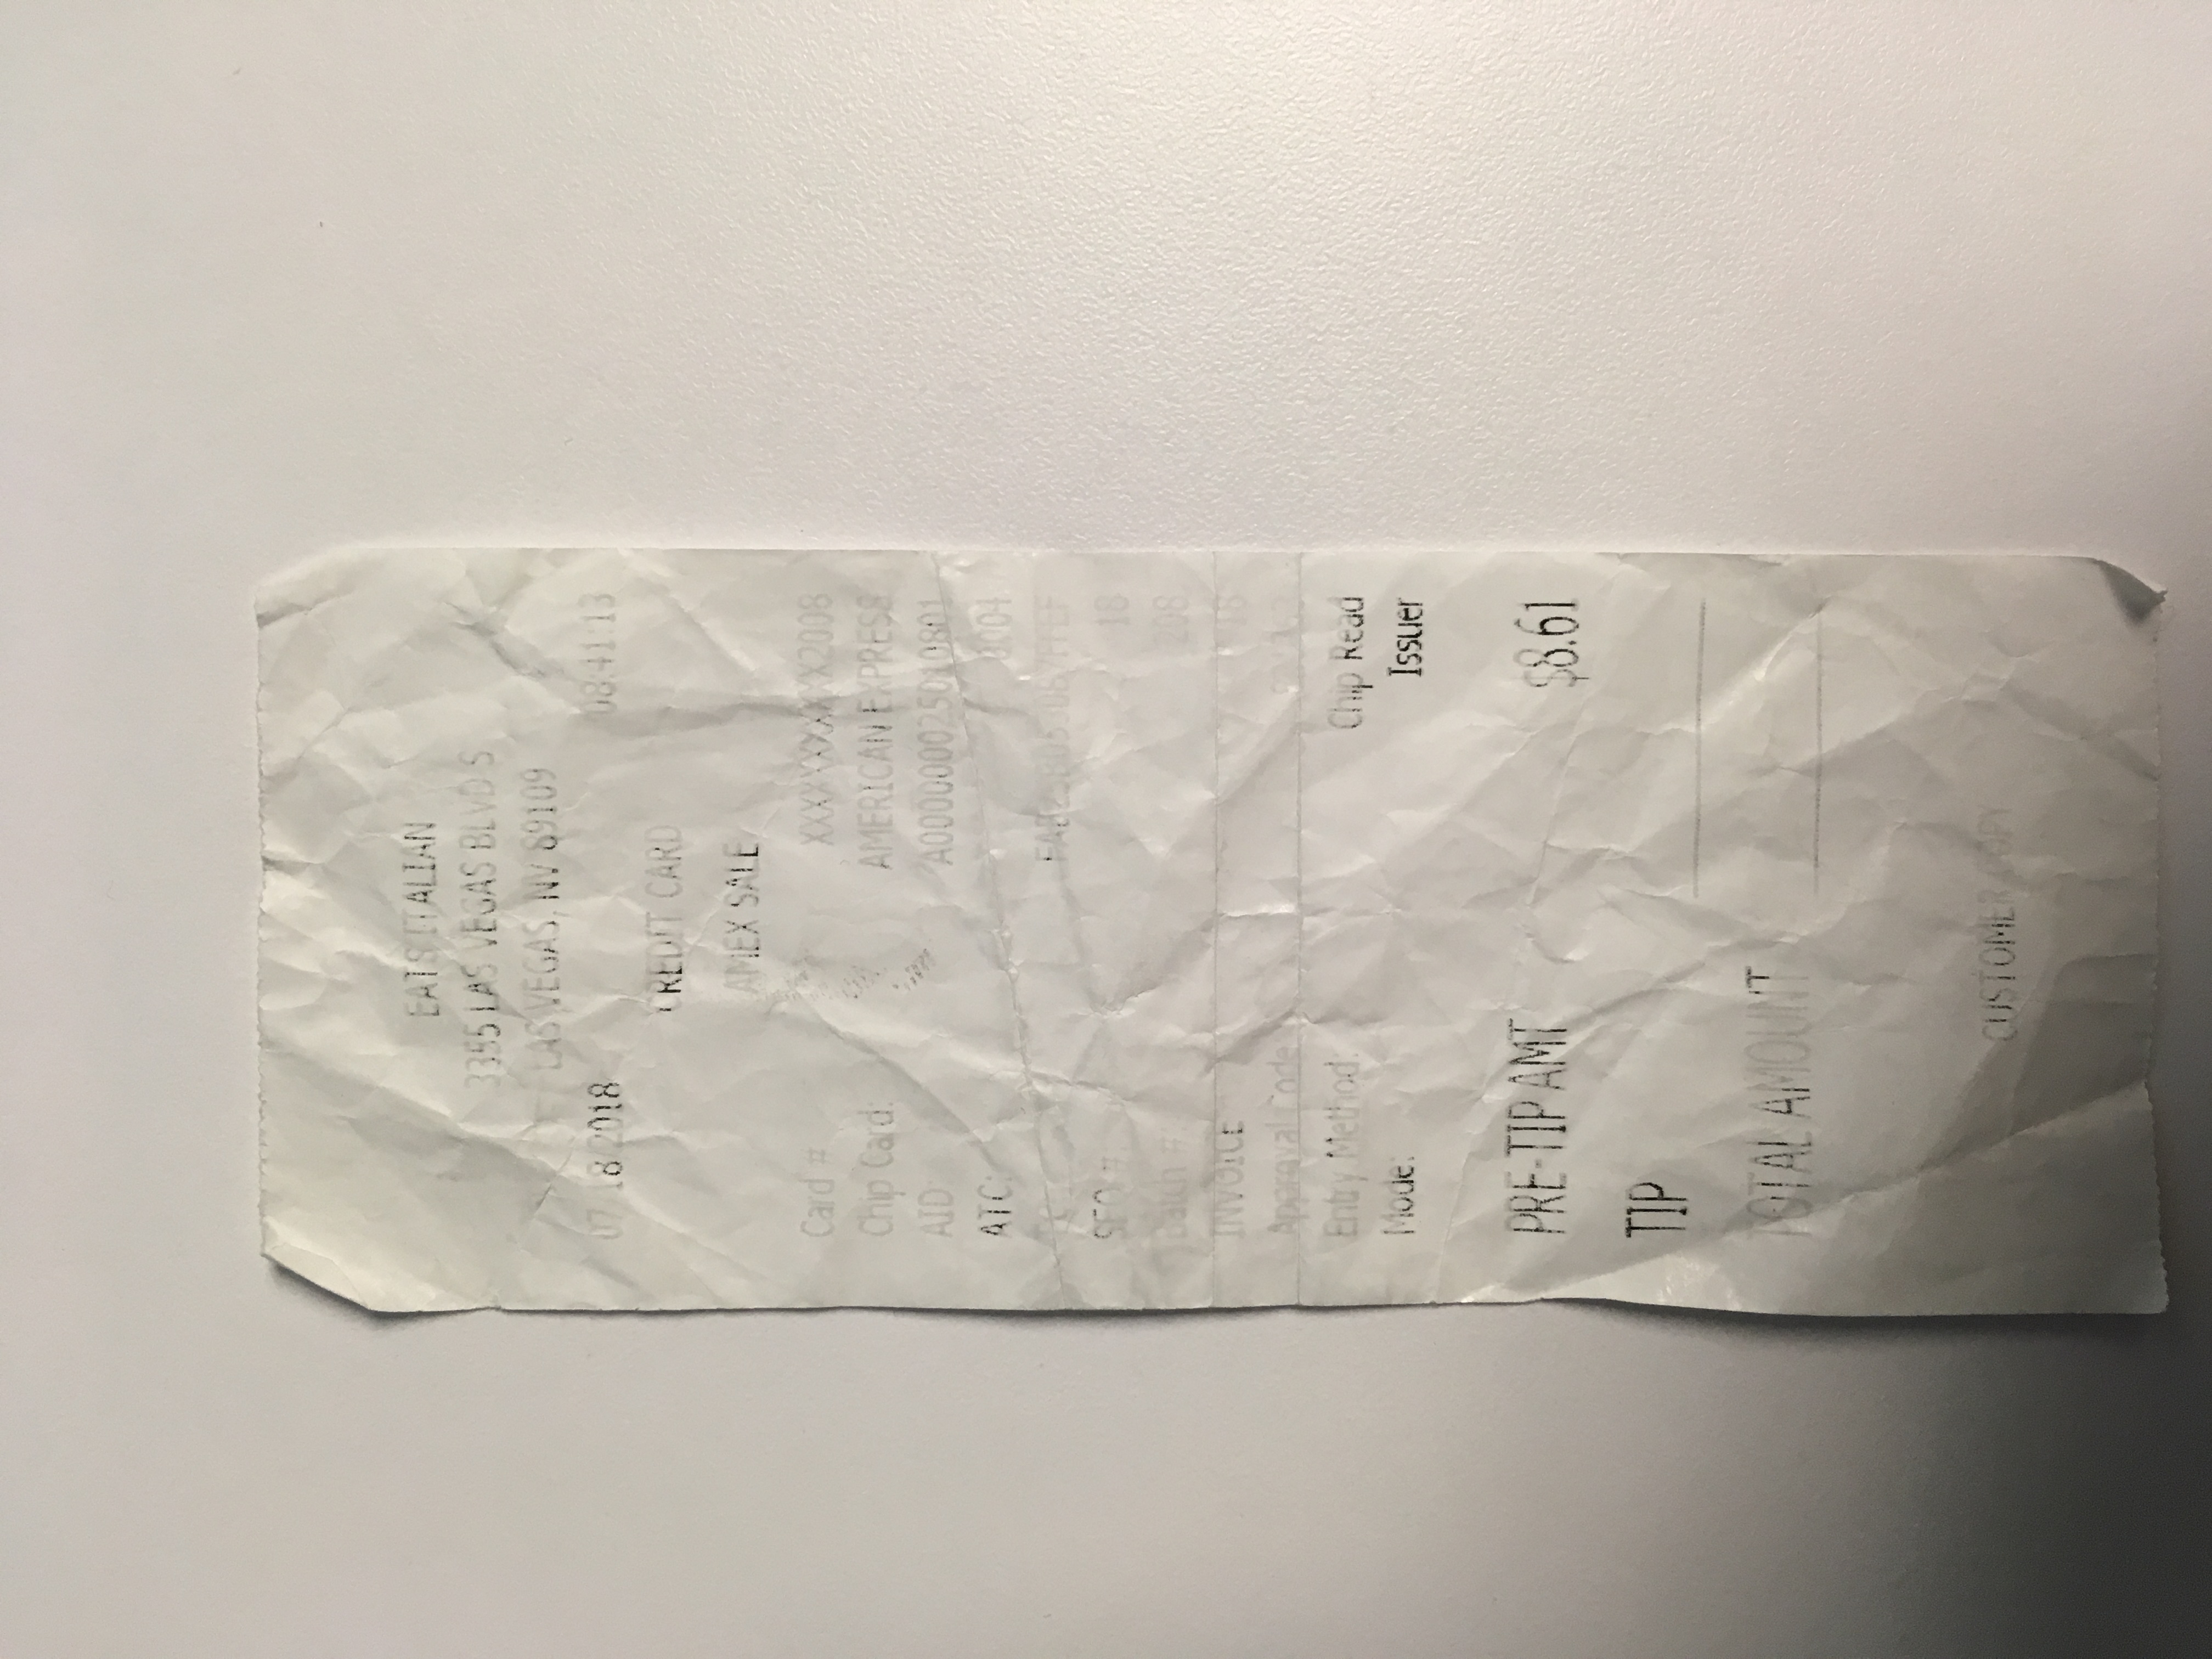 EATS ITALIAN
3355 LAS VEGAS BLVD S
LAS VEGAS, NV 89109
07/18/2018 08:41:13
CREDIT CARD
AMEX SALE
Card # XXXXXXXXXXX2008
Chip Card: AMERICAN EXPRESS
AID: A000000025010801
ATC: 0004
TC:
SEQ #: 18
Batch #: 208
INVOICE 18
Approval Code:
Entry Method: Chip Read
Mode: Issuer
PRE-TIP AMT $8.61
TIP
TOTAL AMOUNT
CUSTOMER COPY